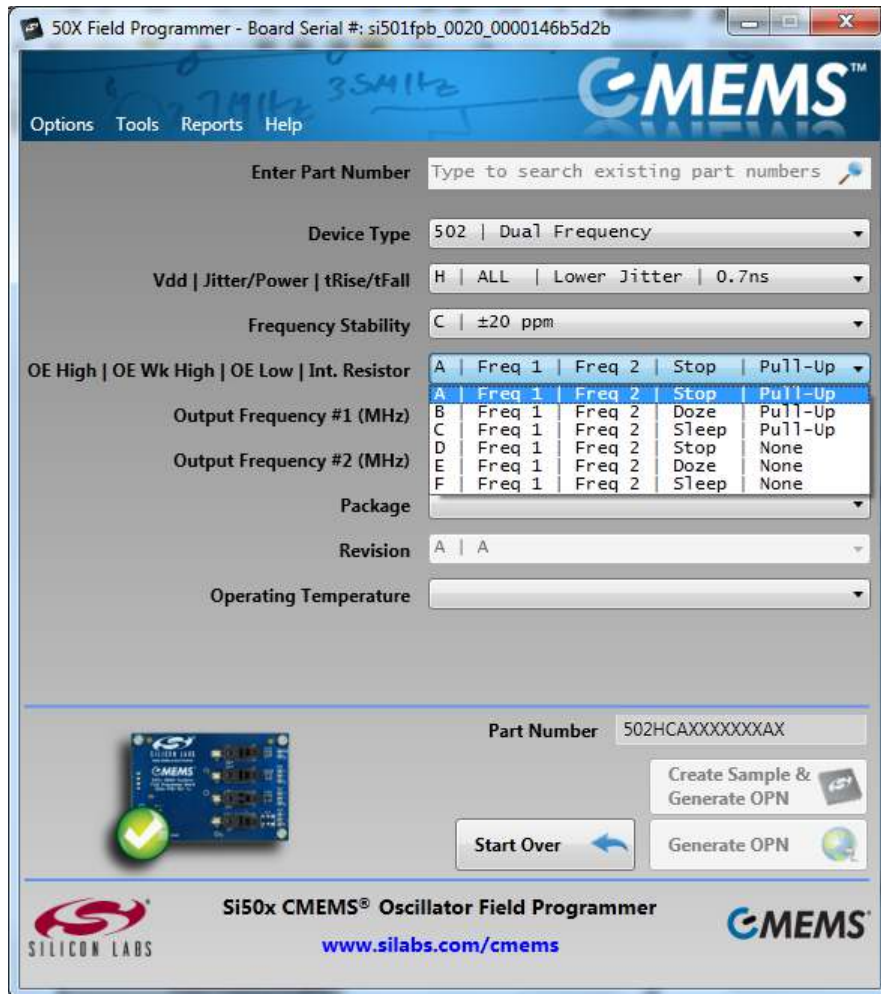 50X Field Programmer - Board Serial #: si501fpb_0020_0000146b5d2b
35MHz
CMEMS™
Options Tools Reports Help
Enter Part Number Type to search existing part numbers
Device Type 502 | Dual Frequency
Vdd | Jitter/Power | tRise/tFall H | ALL | Lower Jitter | 0.7ns
Frequency Stability C | ±20 ppm
OE High | OE Wk High | OE Low | Int. Resistor A | Freq 1 | Freq 2 | Stop | Pull-Up
A | Freq 1 | Freq 2 | Stop | Pull-Up
Output Frequency #1 (MHz) B | Freq 1 | Freq 2 | Doze | Pull-Up
C | Freq 1 | Freq 2 | Sleep | Pull-Up
D | Freq 1 | Freq 2 | Stop | None
Output Frequency #2 (MHz) E | Freq 1 | Freq 2 | Doze | None
F | Freq 1 | Freq 2 | Sleep | None
Package
Revision A | A
Operating Temperature
Part Number 502HCAXXXXXXXAX
SILICON LABS
CMEMS
Create Sample &
Generate OPN
Start Over Generate OPN
Si50x CMEMS® Oscillator Field Programmer
www.silabs.com/cmems
SILICON LABS
CMEMS